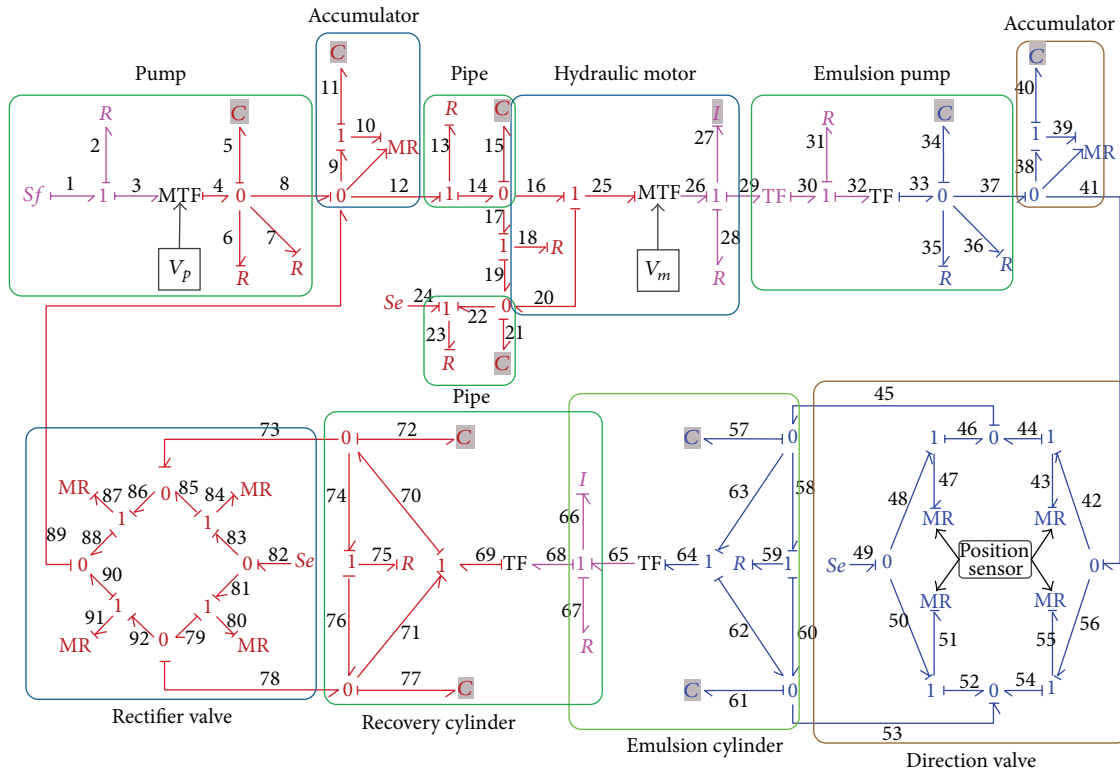 Accumulator
Accumulator
Pump
Pipe
Hydraulic motor
Emulsion pump
C
C
11
40
10
39
1
1
MR
MR
9
38
R
C
R
C
I
R
C
2
5
13
15
27
31
34
Sf
1
1
3
MTF
4
0
8
0
12
1
14
0
16
1
25
MTF
26
1
29
TF
30
1
32
TF
33
0
37
0
41
6
7
17
28
35
36
1
18
R
V_p
R
R
V_m
R
R
R
19
Se
24
1
22
0
20
23
21
R
C
Pipe
45
73
0
72
C
C
57
0
1
46
0
44
1
MR
87
86
0
85
84
MR
74
70
I
63
58
48
47
43
42
1
1
66
MR
MR
89
88
83
0
90
0
82
Se
1
75
R
1
69
TF
68
1
65
TF
64
1
R
59
1
Se
49
0
Position
sensor
0
1
81
1
76
71
67
62
60
50
MR
MR
56
91
92
79
80
R
51
55
MR
0
MR
78
0
77
C
C
61
0
1
52
0
54
1
53
Rectifier valve
Recovery cylinder
Emulsion cylinder
Direction valve